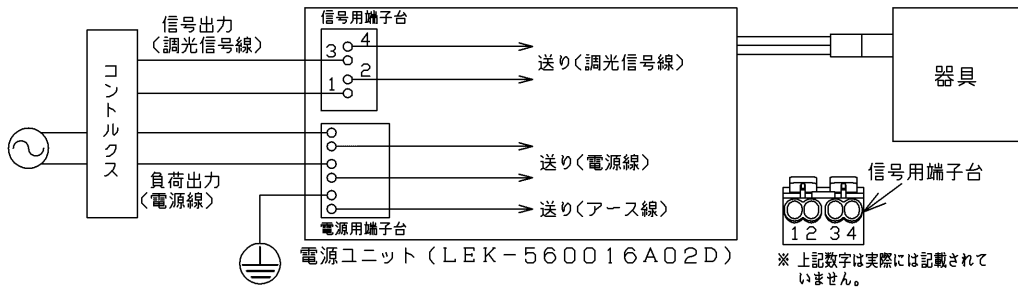 信号出力
(調光信号線)
コントルクス
負荷出力
(電源線)
信号用端子台
4
3
2
1
送り(調光信号線)
送り(電源線)
送り(アース線)
電源用端子台
電源ユニット(LEK-560016A02D)
器具
信号用端子台
1 2 3 4
※ 上記数字は実際には記載されて
いません。